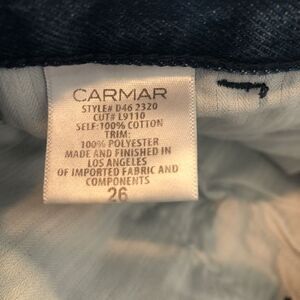 CARMAR
STYLE# D46 2320
CUT# L9110
SELF:100% COTTON
TRIM:
100% POLYESTER
MADE AND FINISHED IN
LOS ANGELES
OF IMPORTED FABRIC AND
COMPONENTS
26